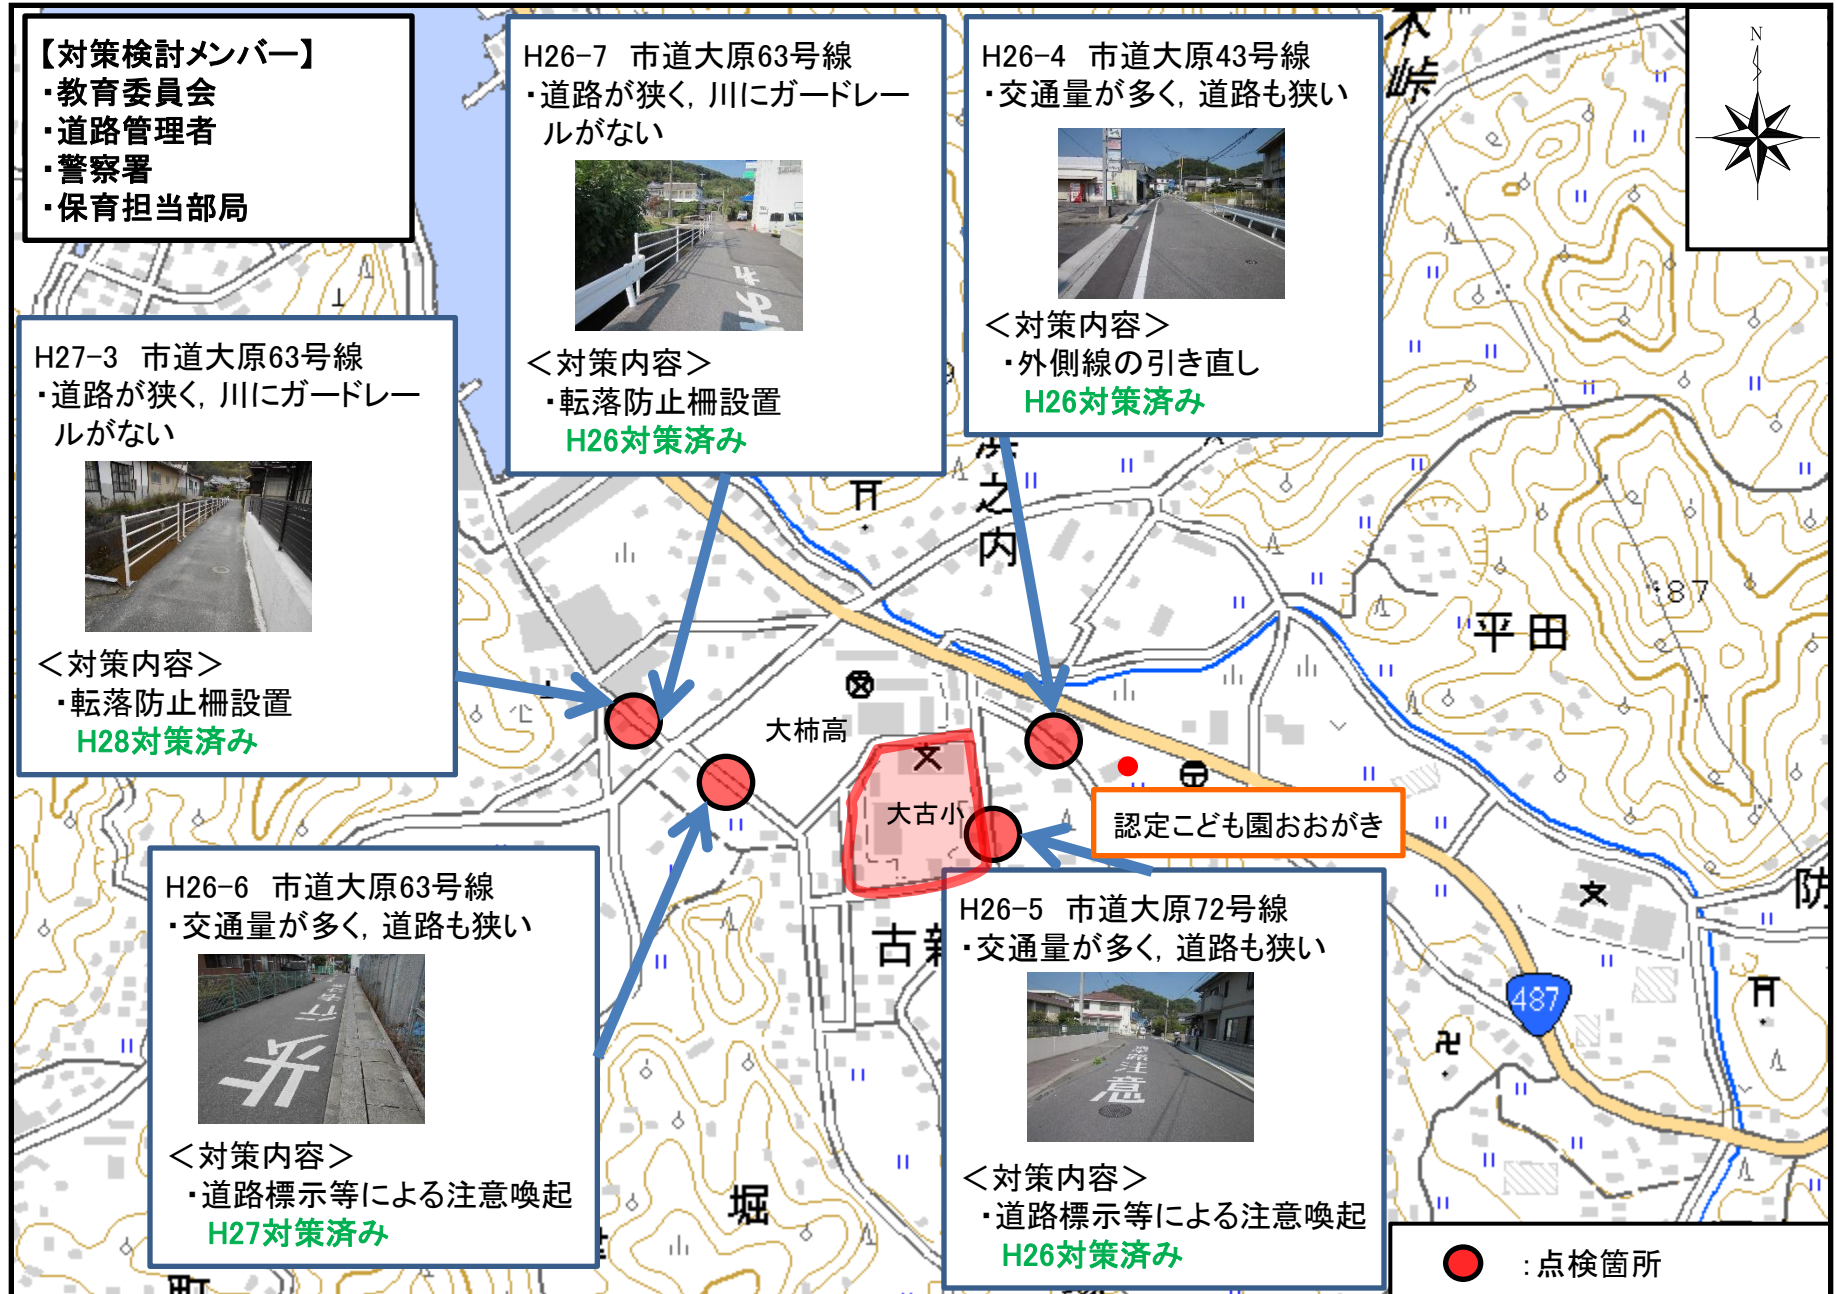 【対策検討メンバー】
・教育委員会
・道路管理者
・警察署
・保育担当部局
H26-7　市道大原63号線
・道路が狭く，川にガードレー
ルがない
＜対策内容＞
・転落防止柵設置
H26対策済み
H26-4　市道大原43号線
・交通量が多く，道路も狭い
＜対策内容＞
・外側線の引き直し
H26対策済み
N
H27-3　市道大原63号線
・道路が狭く，川にガードレー
ルがない
＜対策内容＞
・転落防止柵設置
H28対策済み
峠
之
内
平田
87
大柿高
大古小
認定こども園おおがき
H26-6　市道大原63号線
・交通量が多く，道路も狭い
歩
＜対策内容＞
・道路標示等による注意喚起
H27対策済み
古
H26-5　市道大原72号線
・交通量が多く，道路も狭い
＜対策内容＞
・道路標示等による注意喚起
H26対策済み
487
防
堀
町
：点検箇所